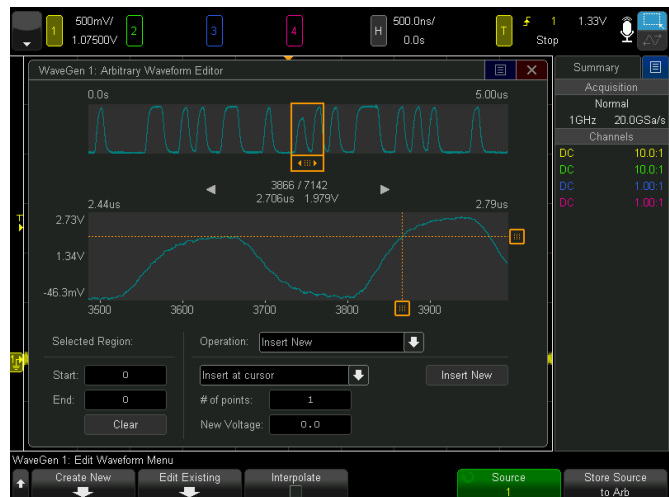 1 500mV/ 1.07500V 2 3 4 H 500.0ns/ 0.0s T 1 1.33V Stop
WaveGen 1: Arbitrary Waveform Editor
0.0s 5.00us
3866 / 7142
2.706us 1.979V
2.44us 2.79us
2.73V
1.34V
-46.3mV
3500 3600 3700 3800 3900
Selected Region:
Start: 0
End: 0
Clear
Operation: Insert New
Insert at cursor
Insert New
# of points: 1
New Voltage: 0.0
Summary
Acquisition
Normal
1GHz 20.0GSa/s
Channels
DC 10.0:1
DC 10.0:1
DC 1.00:1
DC 1.00:1
T
WaveGen 1: Edit Waveform Menu
Create New
Edit Existing
Interpolate
Source
1
Store Source
to Arb